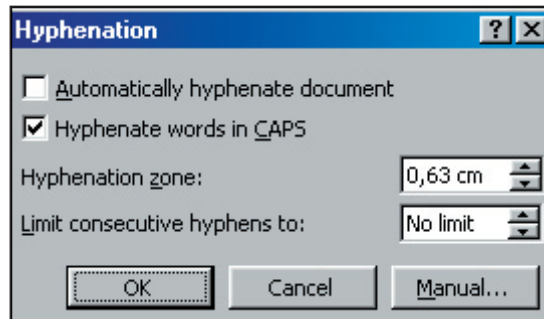 Hyphenation ? ×
Automatically hyphenate document
Hyphenate words in CAPS
Hyphenation zone: 0,63 cm
Limit consecutive hyphens to: No limit
OK Cancel Manual...